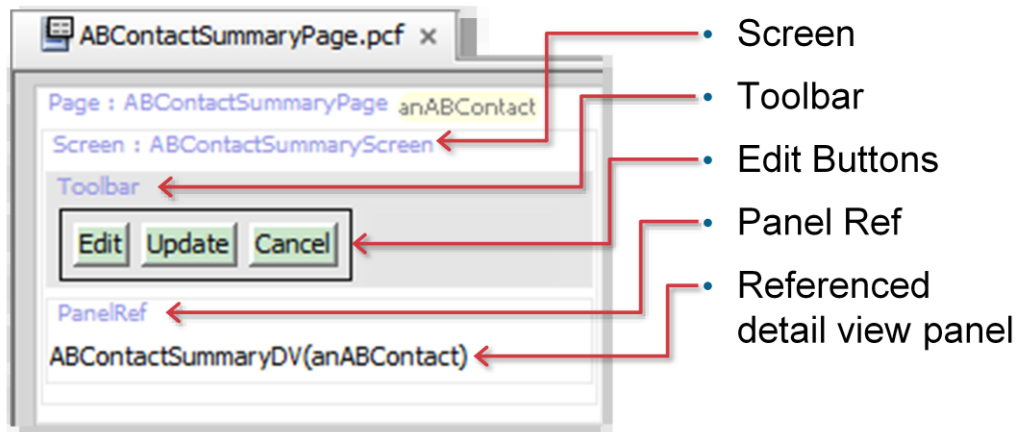 ABContactSummaryPage.pcf ×
Page : ABContactSummaryPage anABContact
Screen : ABContactSummaryScreen
Toolbar
Edit Update Cancel
PanelRef
ABContactSummaryDV(anABContact)
• Screen
• Toolbar
• Edit Buttons
• Panel Ref
• Referenced
detail view panel